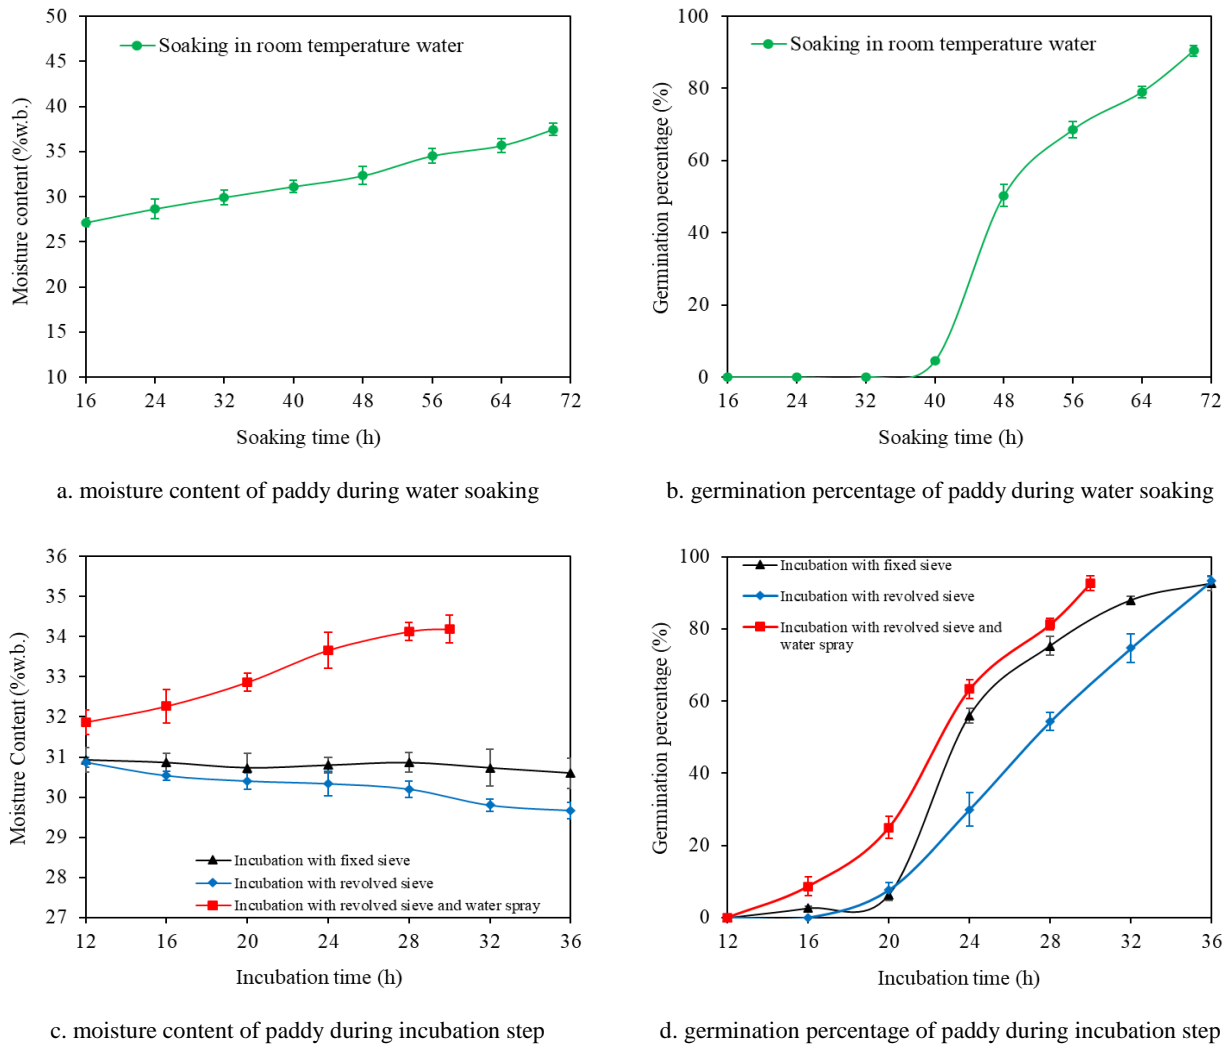 50
45
40
35
30
25
20
15
10
Moisture content (%w.b.)
Soaking in room temperature water
16 24 32 40 48 56 64 72
Soaking time (h)
a. moisture content of paddy during water soaking
100
80
60
40
20
0
Germination percentage (%)
Soaking in room temperature water
16 24 32 40 48 56 64 72
Soaking time (h)
b. germination percentage of paddy during water soaking
36
35
34
33
32
31
30
29
28
27
Moisture Content (%w.b.)
Incubation with fixed sieve
Incubation with revolved sieve
Incubation with revolved sieve and water spray
12 16 20 24 28 32 36
Incubation time (h)
c. moisture content of paddy during incubation step
100
80
60
40
20
0
Germination percentage (%)
Incubation with fixed sieve
Incubation with revolved sieve
Incubation with revolved sieve and
water spray
12 16 20 24 28 32 36
Incubation time (h)
d. germination percentage of paddy during incubation step